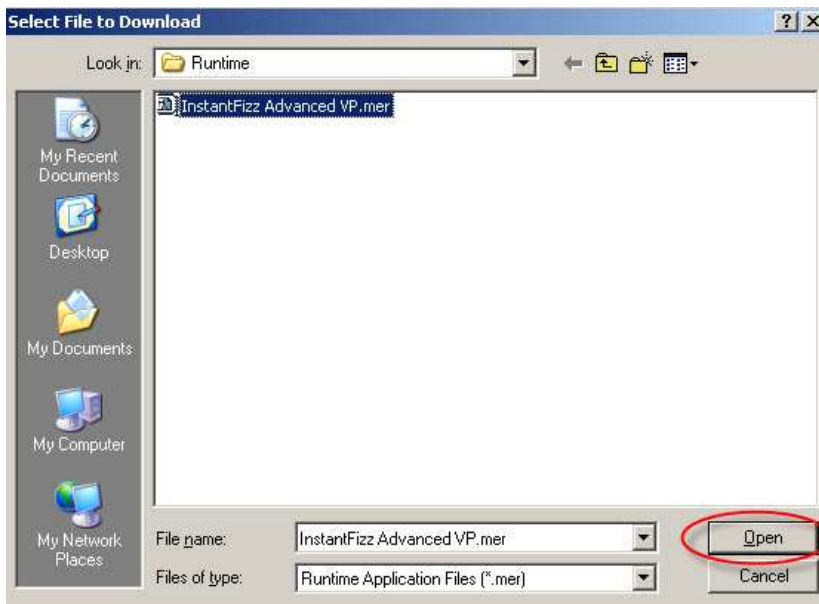 Select File to Download
Look in:
Runtime
InstantFizz Advanced VP.mer
My Recent
Documents
Desktop
My Documents
My Computer
My Network
Places
File name:
InstantFizz Advanced VP.mer
Open
Files of type:
Runtime Application Files (*.mer)
Cancel